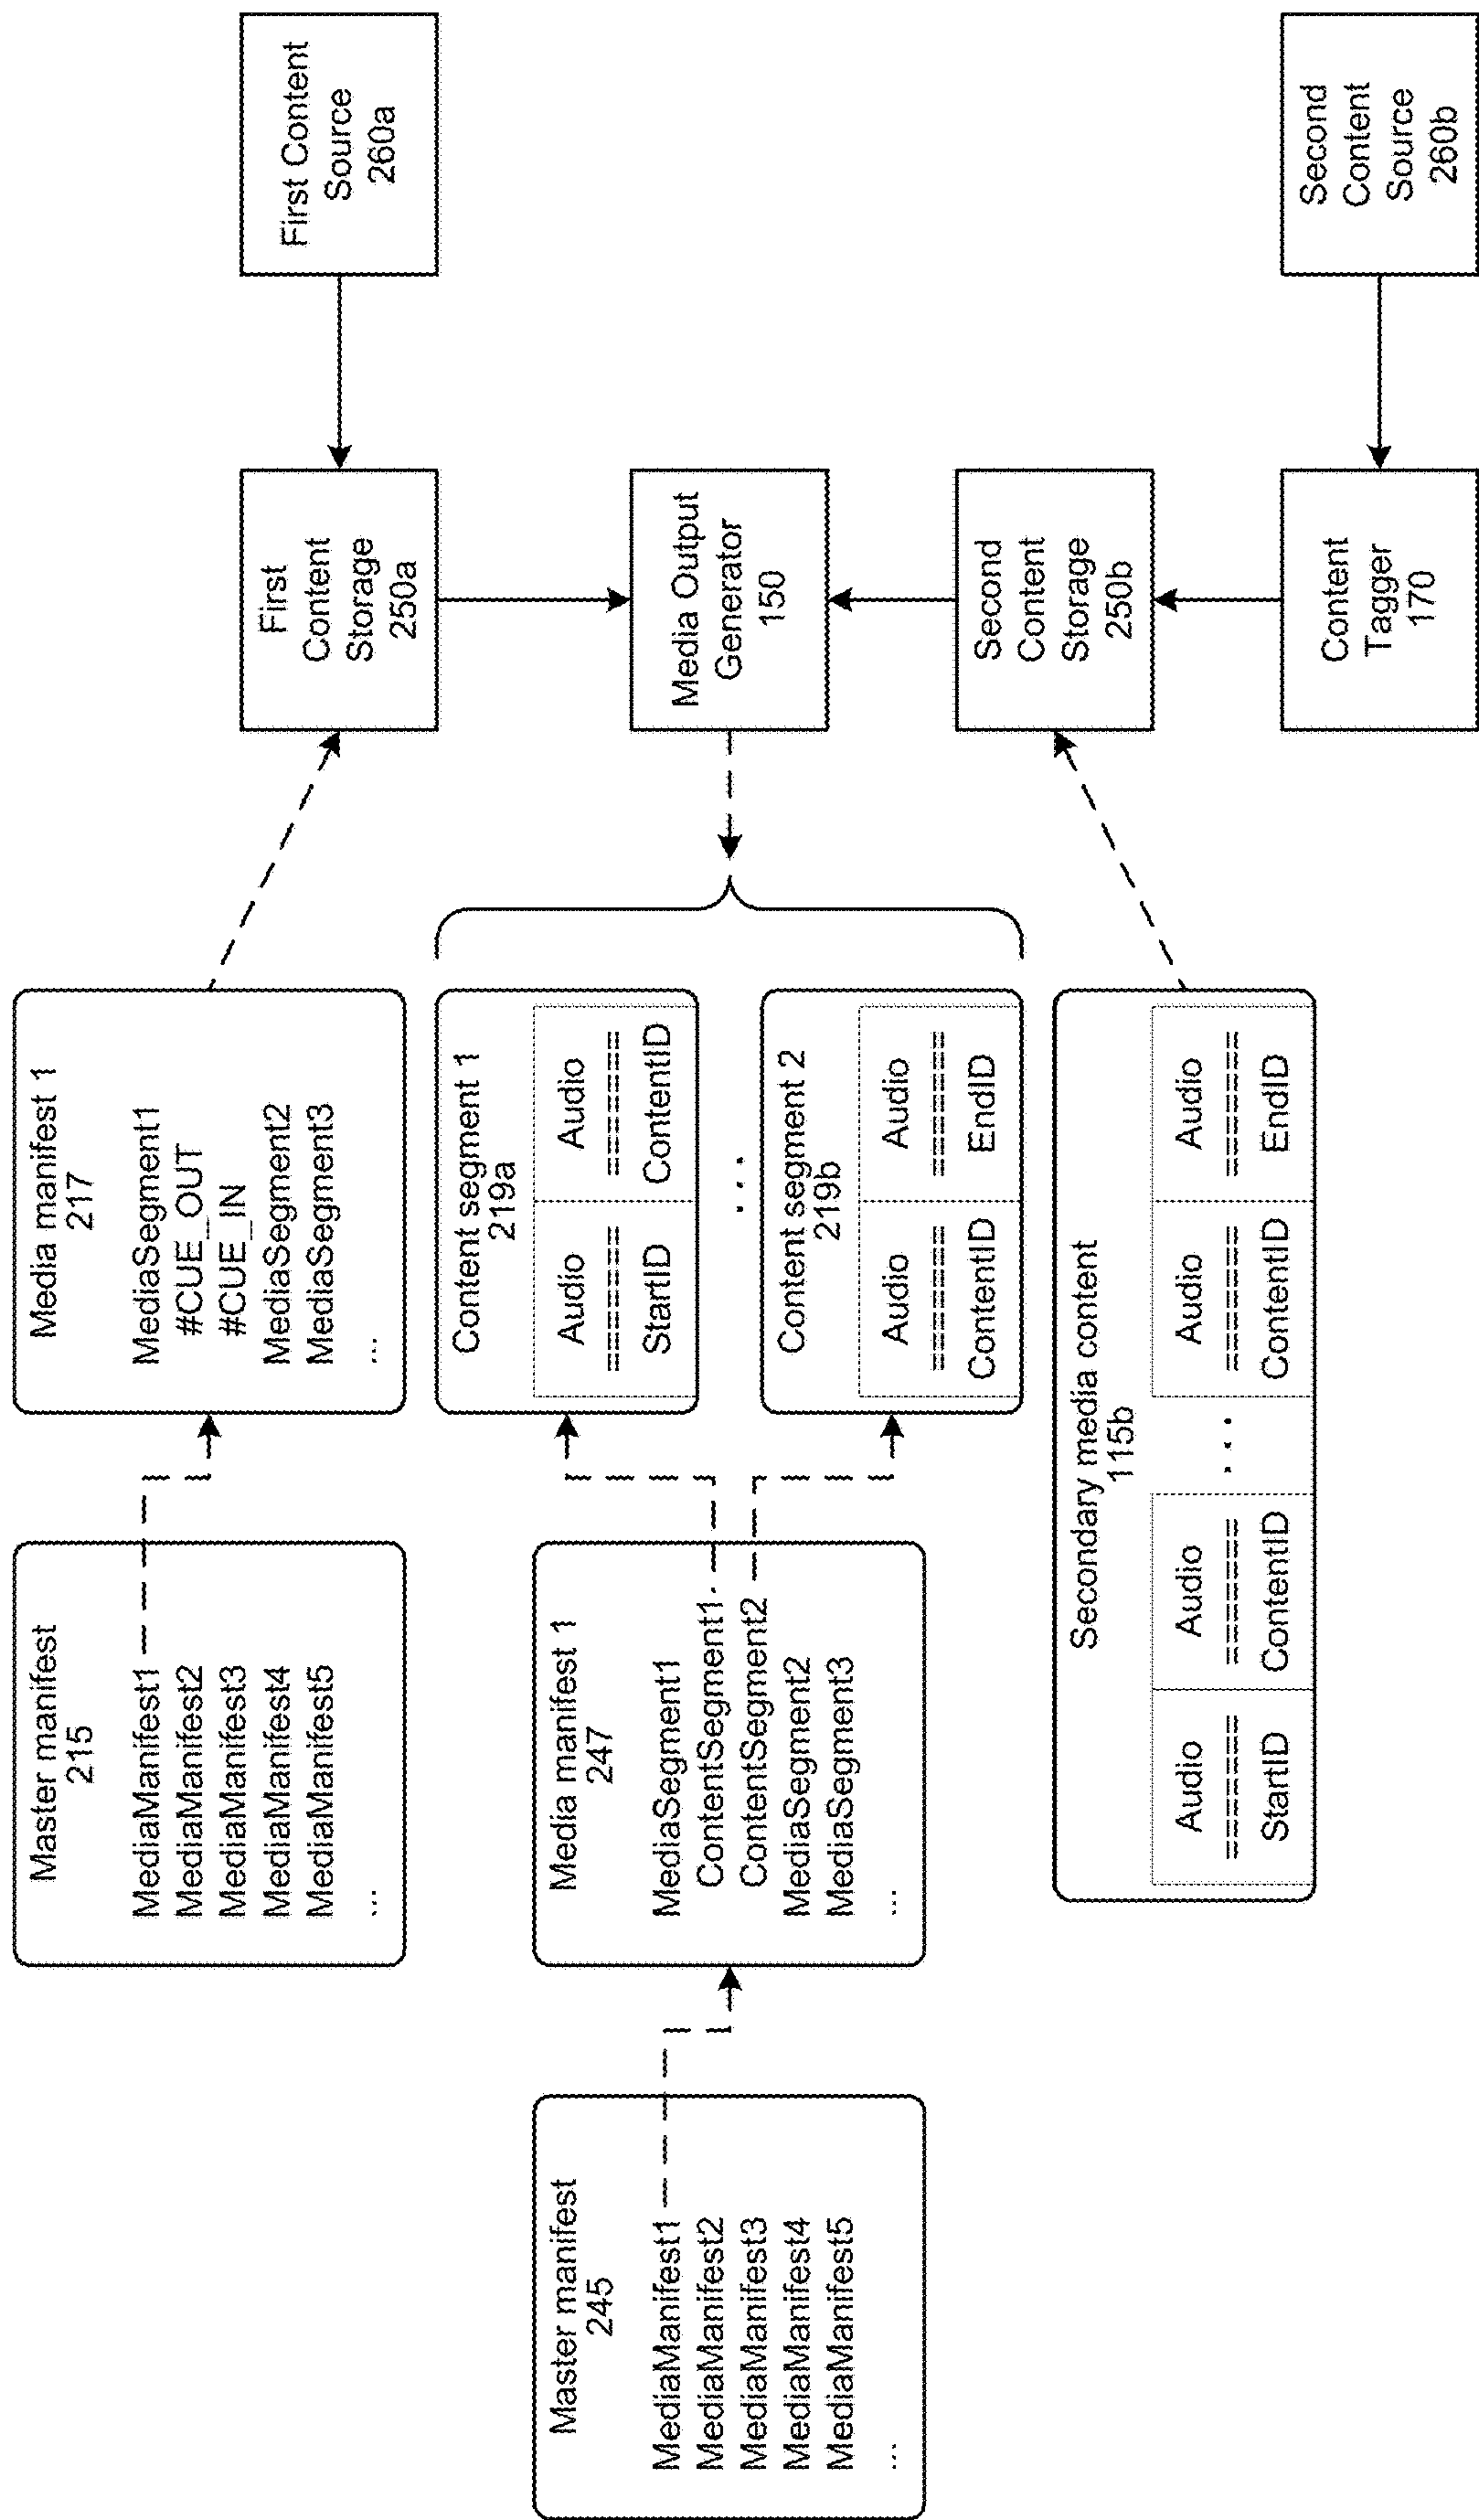 Master manifest
215
MediaManifest1
MediaManifest2
MediaManifest3
MediaManifest4
MediaManifest5
...
Media manifest 1
217
MediaSegment1
#CUE_OUT
#CUE_IN
MediaSegment2
MediaSegment3
...
First
Content
Storage
250a
First Content
Source
260a
Master manifest
245
MediaManifest1
MediaManifest2
MediaManifest3
MediaManifest4
MediaManifest5
...
Media manifest 1
247
MediaSegment1
ContentSegment1
ContentSegment2
MediaSegment2
MediaSegment3
...
Content segment 1
219a
Audio
======
StartID
Audio
======
ContentID
...
Content segment 2
219b
Audio
======
ContentID
Audio
======
EndID
Media Output
Generator
150
Secondary media content
115b
Audio
======
StartID
Audio
======
ContentID
...
Audio
======
ContentID
Audio
======
EndID
Second
Content
Storage
250b
Content
Tagger
170
Second
Content
Source
260b